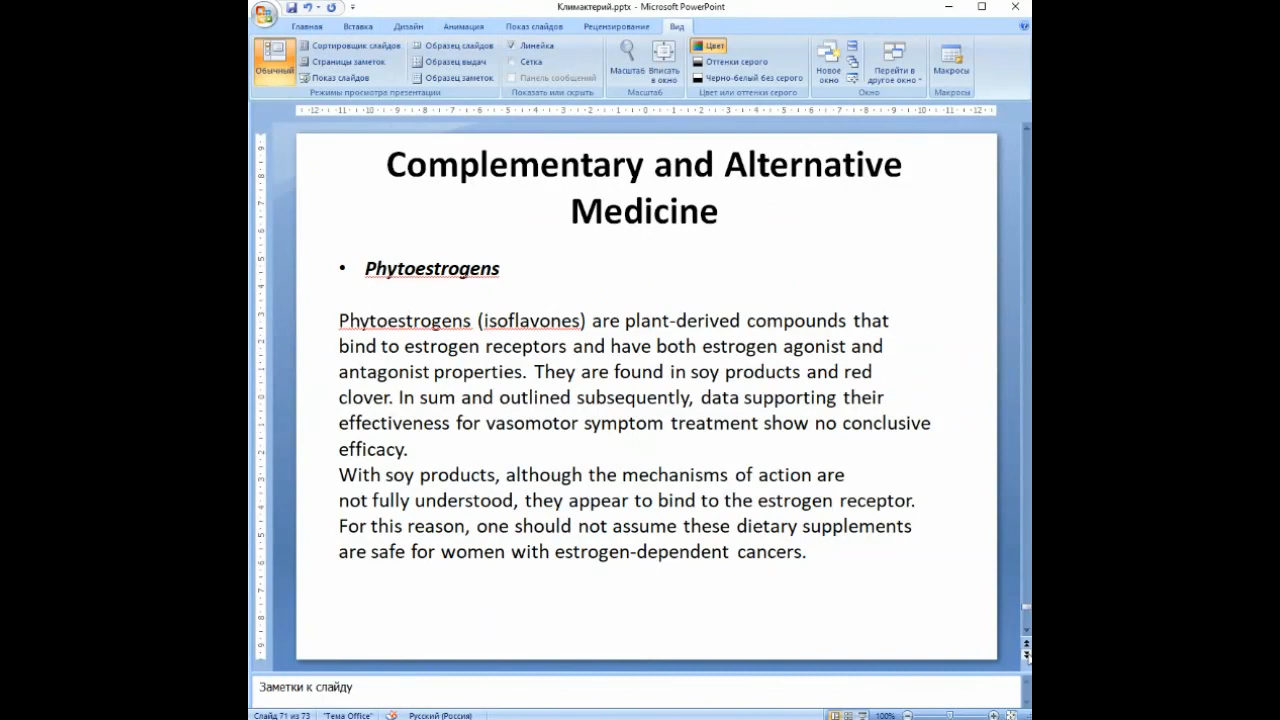 Климактерий.pptx - Microsoft PowerPoint
Главная Вставка Дизайн Анимация Показ слайдов Рецензирование Вид
Обычный
Сортировщик слайдов
Страницы заметок
Показ слайдов
Режимы просмотра презентации
Образец слайдов
Образец выдач
Образец заметок
Линейка
Сетка
Панель сообщений
Показать или скрыть
Масштаб
Вписать в окно
Масштаб
Цвет
Оттенки серого
Черно-белый без серого
Цвет или оттенки серого
Новое окно
Перейти в другое окно
Окно
Макросы
Макросы
Complementary and Alternative
Medicine
• Phytoestrogens
Phytoestrogens (isoflavones) are plant-derived compounds that
bind to estrogen receptors and have both estrogen agonist and
antagonist properties. They are found in soy products and red
clover. In sum and outlined subsequently, data supporting their
effectiveness for vasomotor symptom treatment show no conclusive
efficacy.
With soy products, although the mechanisms of action are
not fully understood, they appear to bind to the estrogen receptor.
For this reason, one should not assume these dietary supplements
are safe for women with estrogen-dependent cancers.
Заметки к слайду
Слайд 71 из 73 "Тема Office" Русский (Россия) 100%